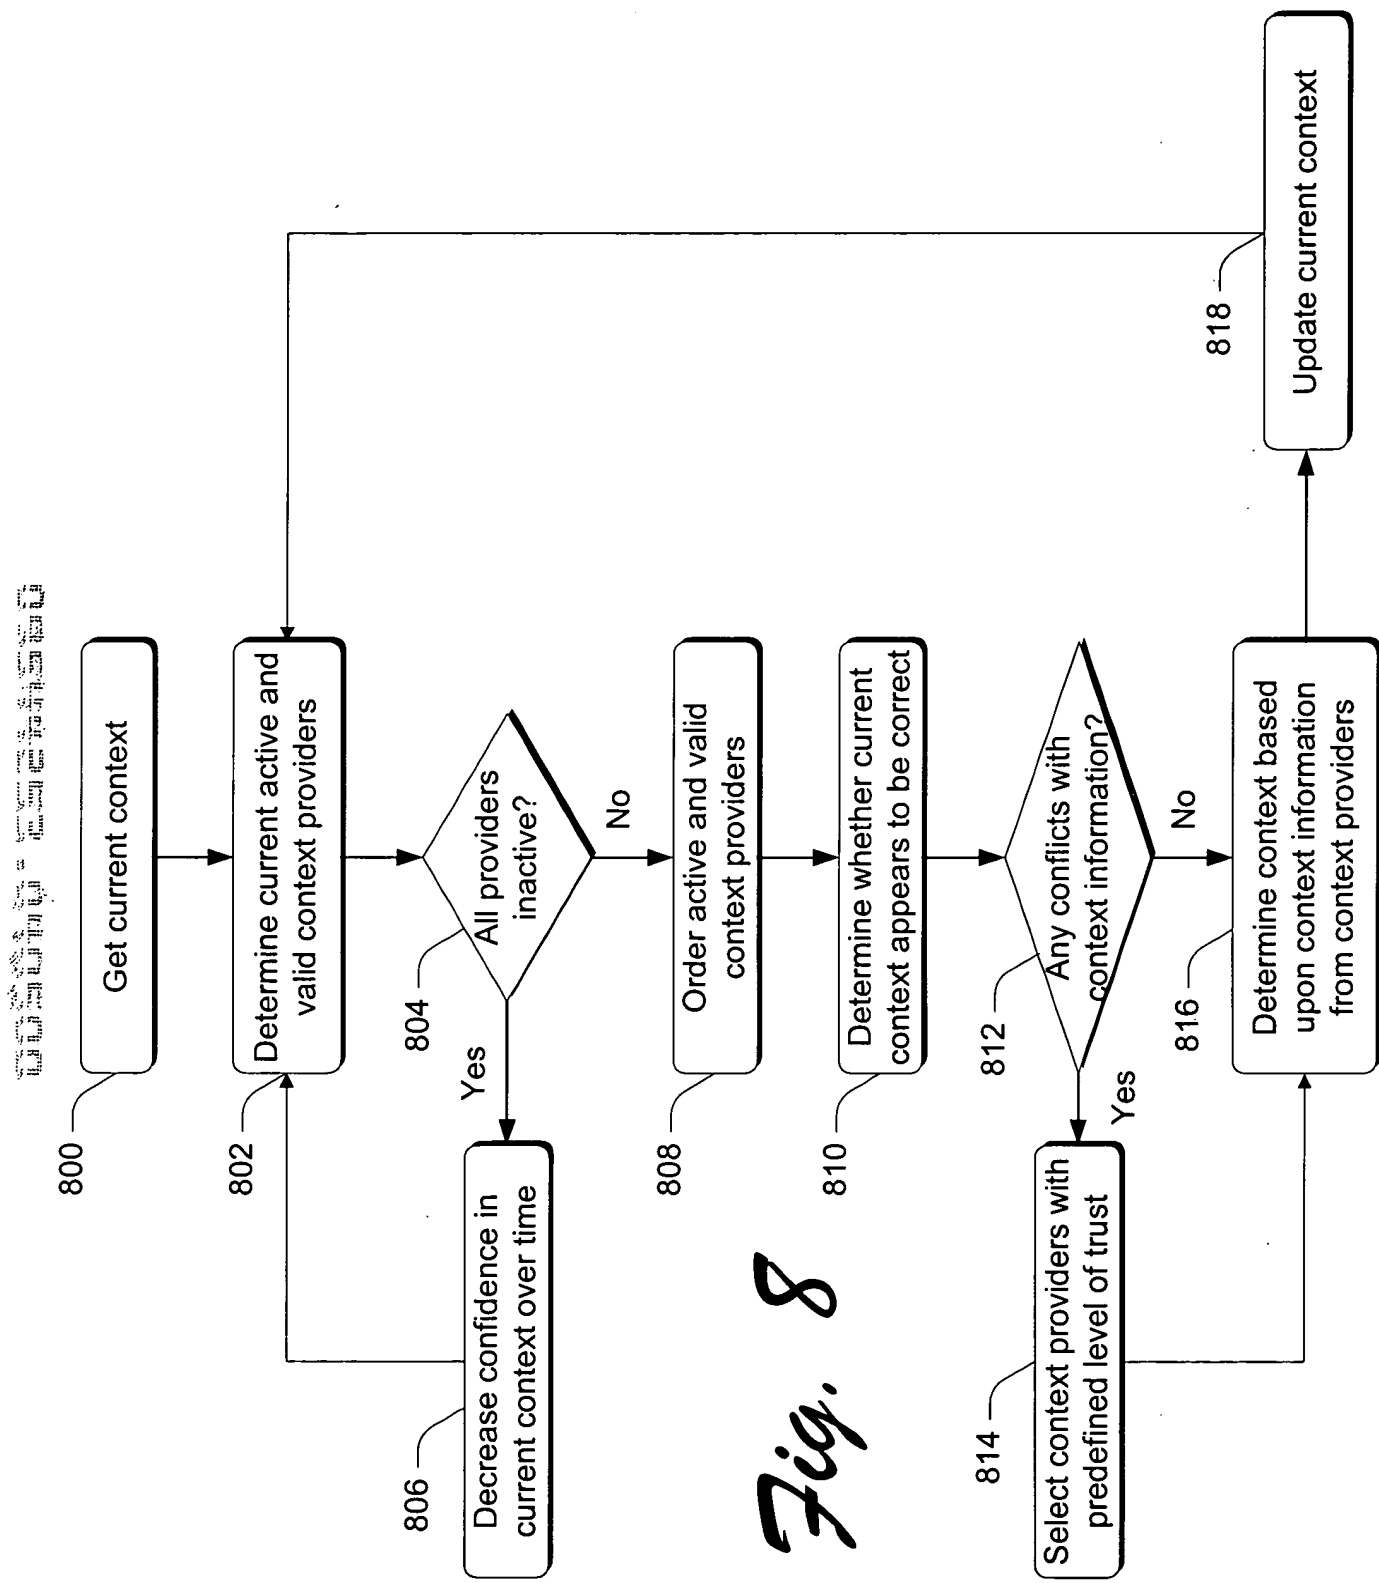 800
Get current context
802
Determine current active and
valid context providers
804
All providers
inactive?
Yes
No
806
Decrease confidence in
current context over time
808
Order active and valid
context providers
810
Determine whether current
context appears to be correct
812
Any conflicts with
context information?
Yes
No
814
Select context providers with
predefined level of trust
816
Determine context based
upon context information
from context providers
818
Update current context
Fig. 8